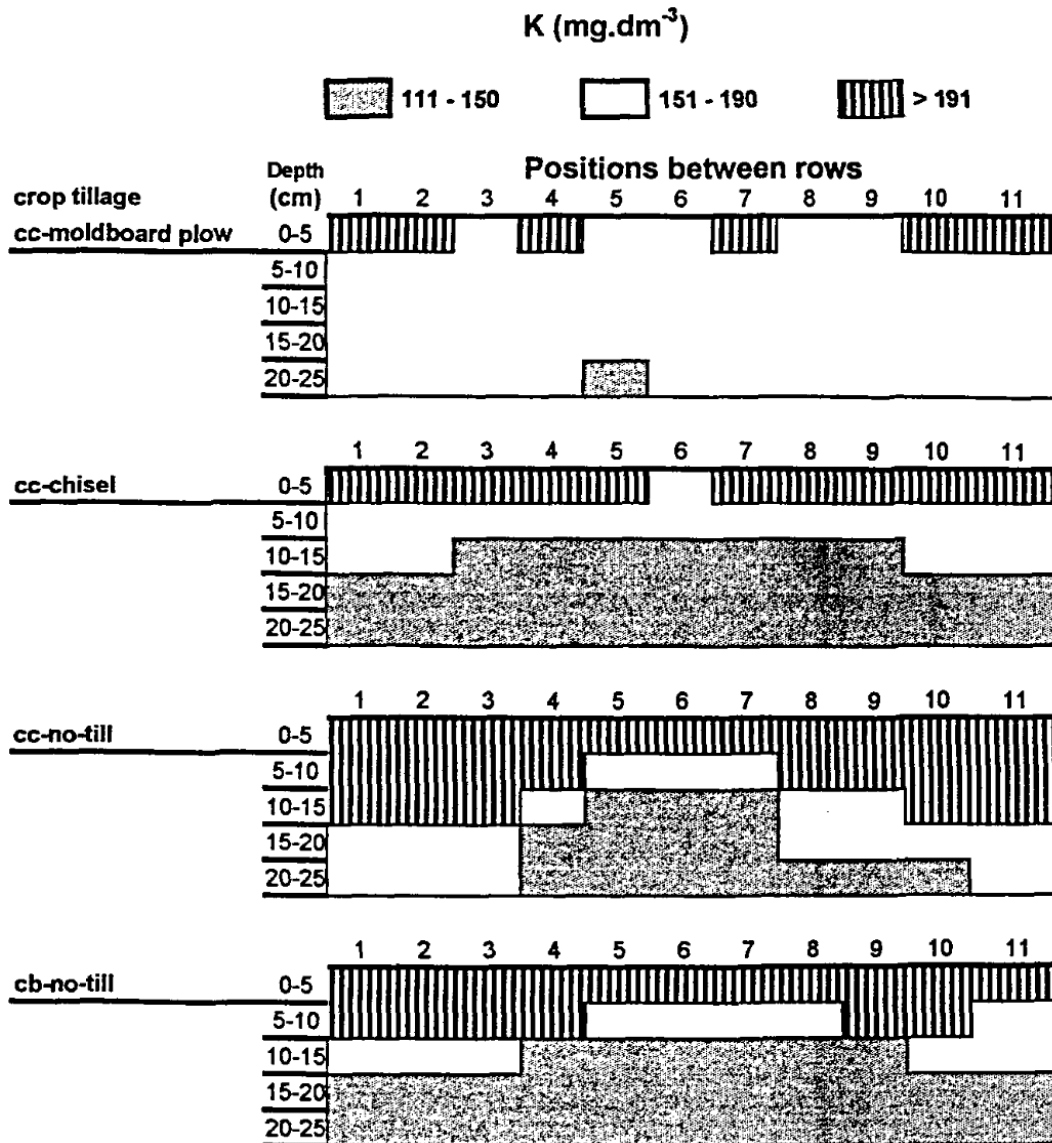 K (mg.dm-3)
111 - 150 151 - 190 > 191
Depth Positions between rows
crop tillage (cm) 1 2 3 4 5 6 7 8 9 10 11
cc-moldboard plow 0-5
5-10
10-15
15-20
20-25
1 2 3 4 5 6 7 8 9 10 11
cc-chisel 0-5
5-10
10-15
15-20
20-25
1 2 3 4 5 6 7 8 9 10 11
cc-no-till 0-5
5-10
10-15
15-20
20-25
1 2 3 4 5 6 7 8 9 10 11
cb-no-till 0-5
5-10
10-15
15-20
20-25